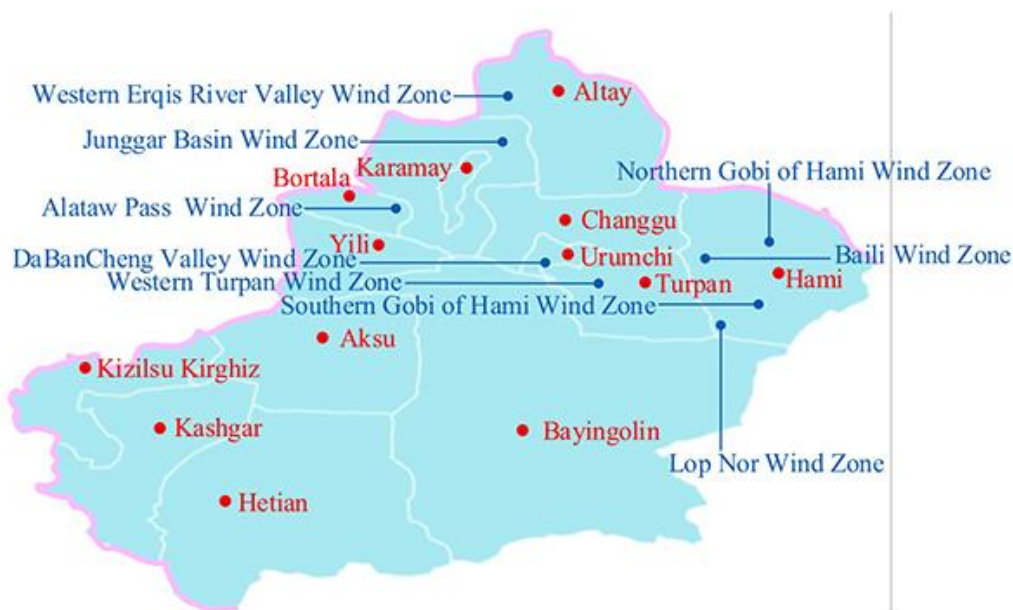 Western Erqis River Valley Wind Zone
Altay
Junggar Basin Wind Zone
Karamay
Northern Gobi of Hami Wind Zone
Bortala
Alataw Pass  Wind Zone
Changgu
Yili
DaBanCheng Valley Wind Zone
Urumchi
Baili Wind Zone
Western Turpan Wind Zone
Turpan
Hami
Southern Gobi of Hami Wind Zone
Aksu
Kizilsu Kirghiz
Kashgar
Bayingolin
Lop Nor Wind Zone
Hetian